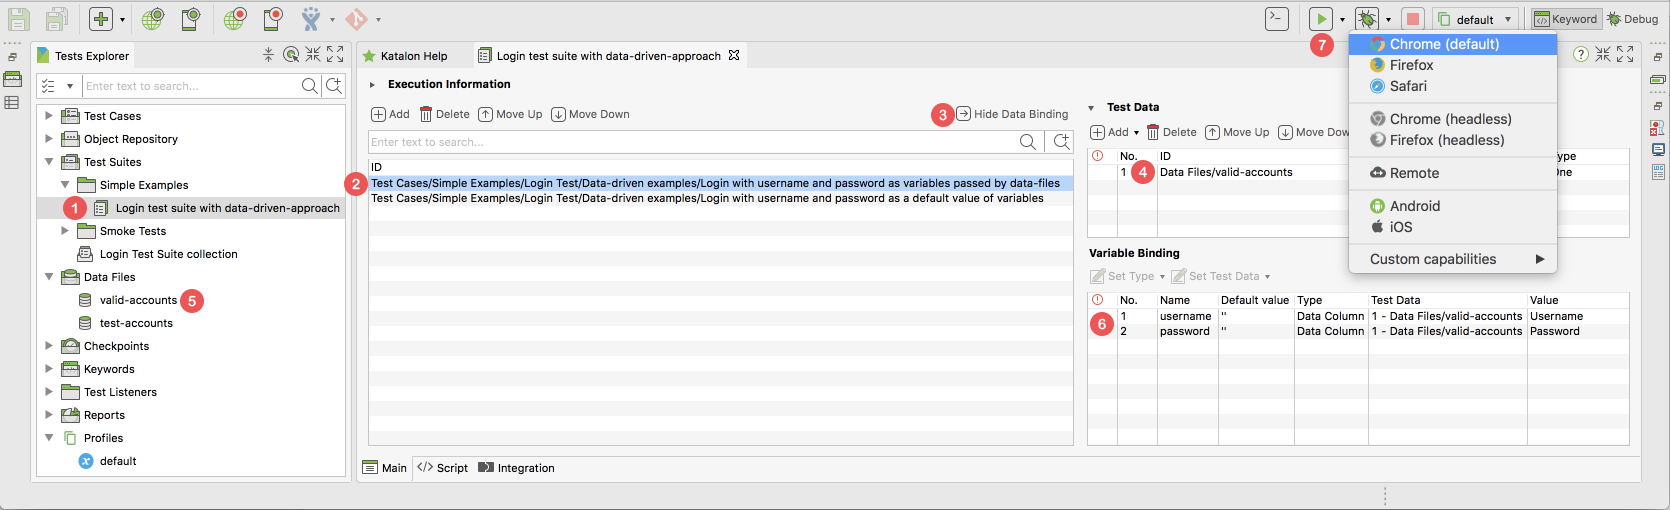 default
Keyword
Debug
7
Tests Explorer
Katalon Help
Login test suite with data-driven-approach
Chrome (default)
Firefox
Safari
Chrome (headless)
Firefox (headless)
Remote
Android
iOS
Custom capabilities
Enter text to search...
Test Cases
Object Repository
Test Suites
Simple Examples
1
Login test suite with data-driven-approach
Smoke Tests
Login Test Suite collection
Data Files
valid-accounts
5
test-accounts
Checkpoints
Keywords
Test Listeners
Reports
Profiles
default
Execution Information
Add Delete Move Up Move Down
3 Hide Data Binding
Enter text to search...
ID
2
Test Cases/Simple Examples/Login Test/Data-driven examples/Login with username and password as variables passed by data-files
Test Cases/Simple Examples/Login Test/Data-driven examples/Login with username and password as a default value of variables
Main Script Integration
Test Data
Add Delete Move Up Move Dow
No. ID ype
1 4 Data Files/valid-accounts One
Variable Binding
Set Type Set Test Data
No. Name Default value Type Test Data Value
6
1 username '' Data Column 1 - Data Files/valid-accounts Username
2 password '' Data Column 1 - Data Files/valid-accounts Password